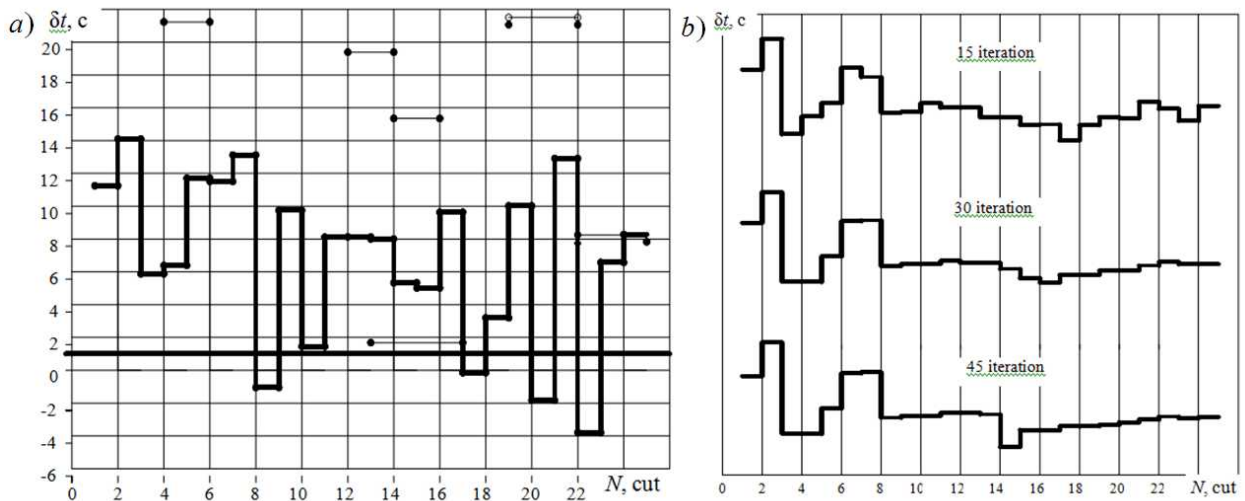 a) δt, c
20
18
16
14
12
10
8
6
4
2
0
-2
-4
-6
0 2 4 6 8 10 12 14 16 18 20 22 N, cut
b) δt, c
15 iteration
30 iteration
45 iteration
0 2 4 6 8 10 12 14 16 18 20 22 N, cut